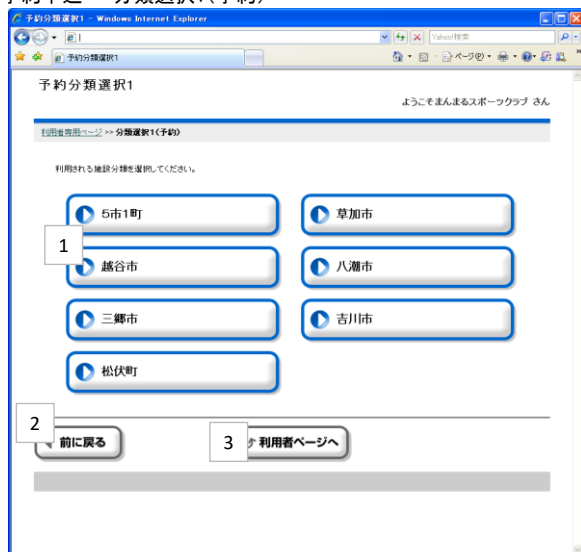 予約分類選択1 - Windows Internet Explorer
Yahoo!検索
予約分類選択1
ページ(P)
予約分類選択1
ようこそまんまるスポーツクラブ さん
利用者専用ページ >> 分類選択1(予約)
利用される施設分類を選択してください。
5市1町
草加市
1
越谷市
八潮市
三郷市
吉川市
松伏町
2
前に戻る
3
利用者ページへ